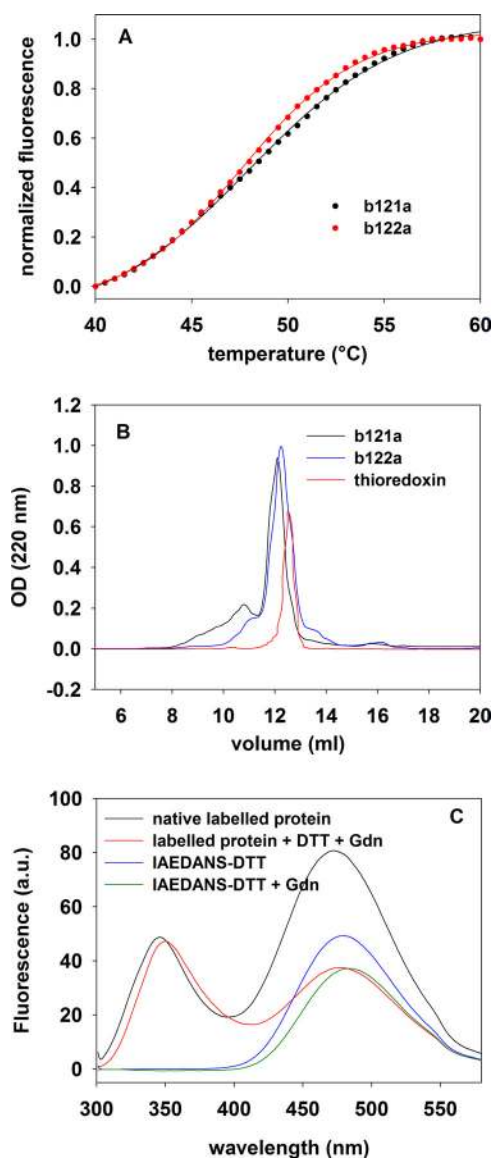 A
normalized fluorescence
1.0
0.8
0.6
0.4
0.2
0.0
b121a
b122a
40 45 50 55 60
temperature (°C)
B
OD (220 nm)
1.2
1.0
0.8
0.6
0.4
0.2
0.0
-0.2
b121a
b122a
thioredoxin
6 8 10 12 14 16 18 20
volume (ml)
C
Fluorescence (a.u.)
100
80
60
40
20
0
native labelled protein
labelled protein + DTT + Gdn
IAEDANS-DTT
IAEDANS-DTT + Gdn
300 350 400 450 500 550
wavelength (nm)